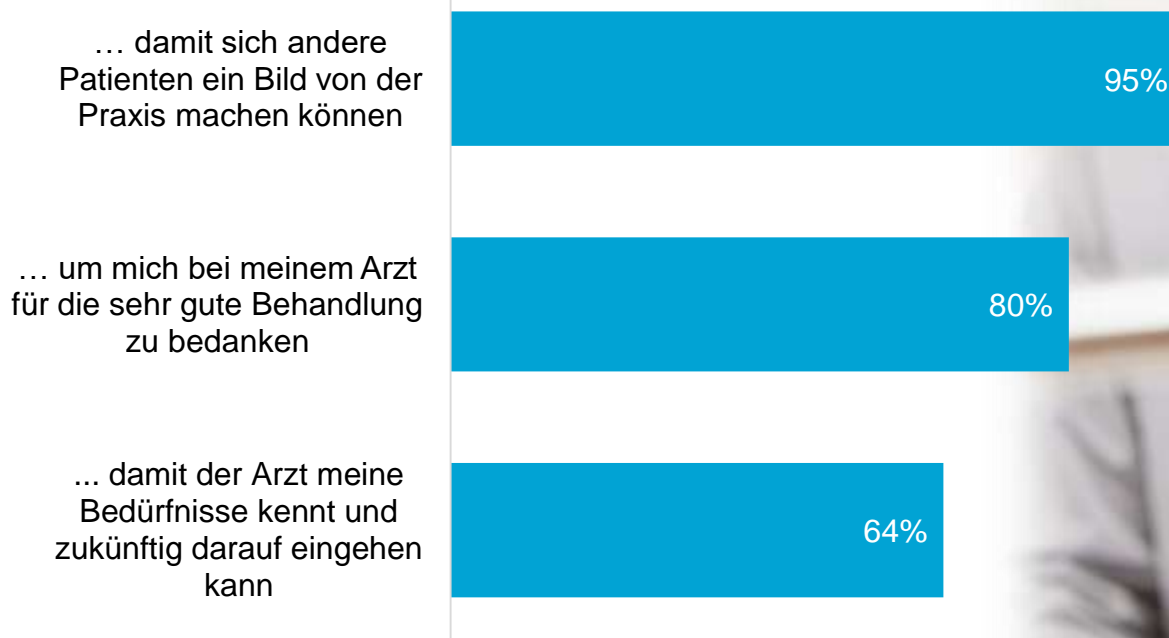 … damit sich andere
Patienten ein Bild von der
Praxis machen können
95%
… um mich bei meinem Arzt
für die sehr gute Behandlung
zu bedanken
80%
... damit der Arzt meine
Bedürfnisse kennt und
zukünftig darauf eingehen
kann
64%